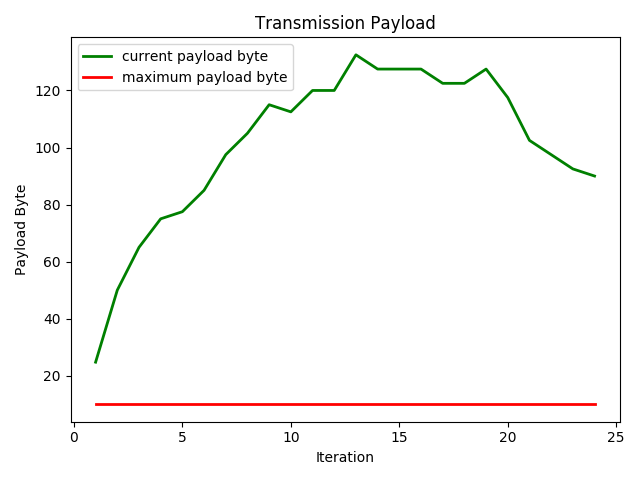 Transmission Payload
current payload byte
maximum payload byte
Payload Byte
120
100
80
60
40
20
0 5 10 15 20 25
Iteration